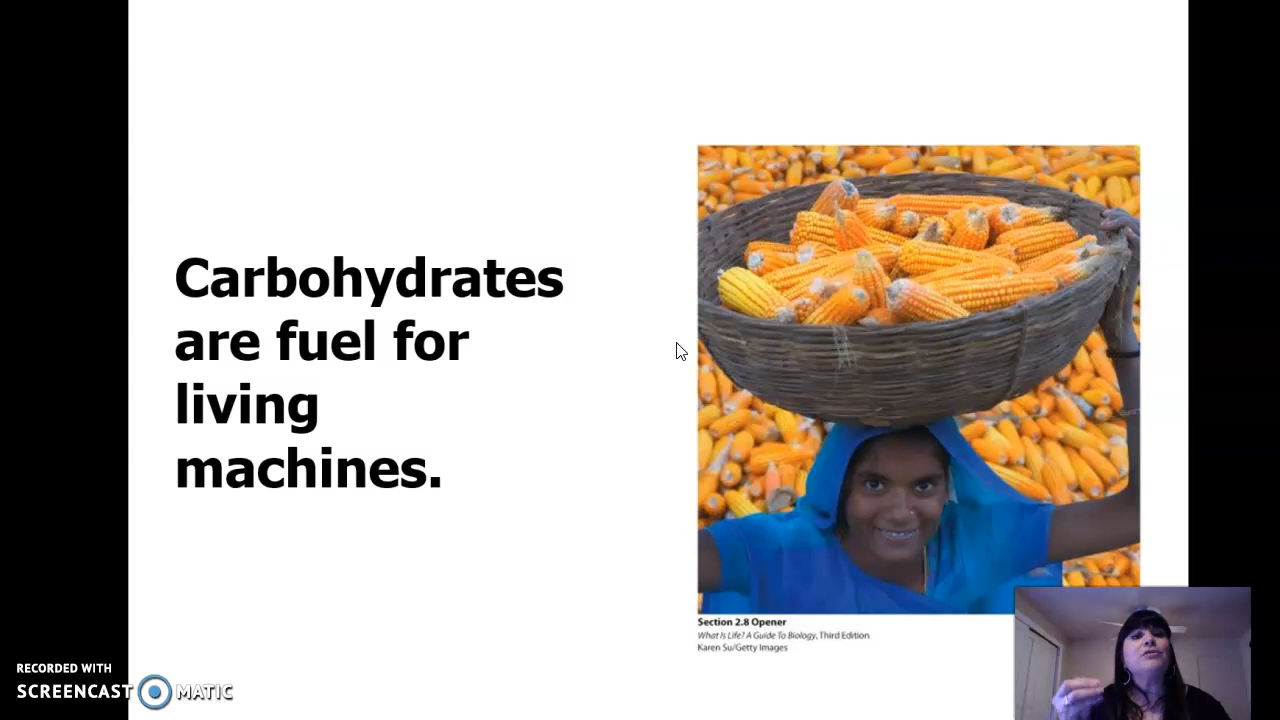 Carbohydrates
are fuel for
living
machines.
Section 2.8 Opener
What Is Life? A Guide To Biology, Third Edition
Karen Su/Getty Images
RECORDED WITH
SCREENCAST MATIC